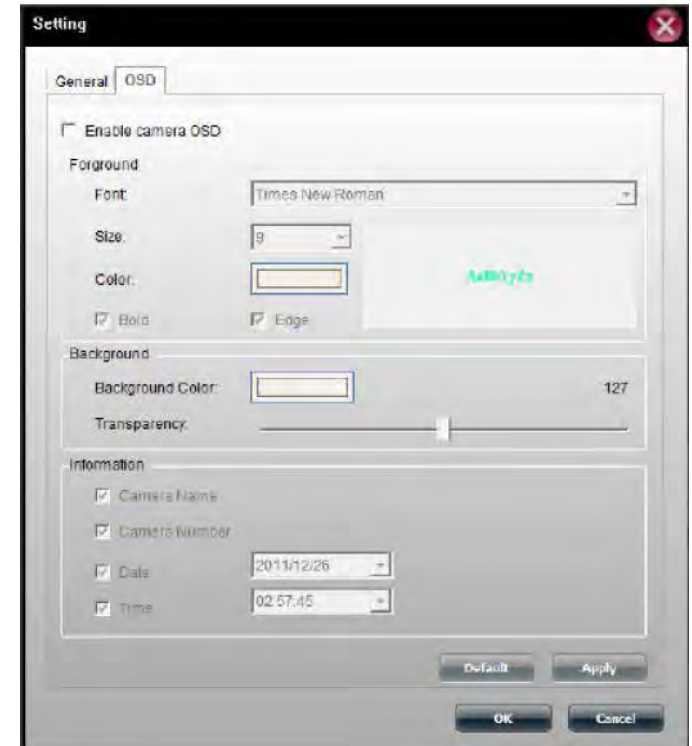 Setting
General OSD
Enable camera OSD
Forground
Font: Times New Roman
Size: 9
Color:
Bold Edge
Background
Background Color: 127
Transparency:
Information
Camera Name
Camera Number
Date 2011/12/26
Time 02:57:45
Default Apply
OK Cancel